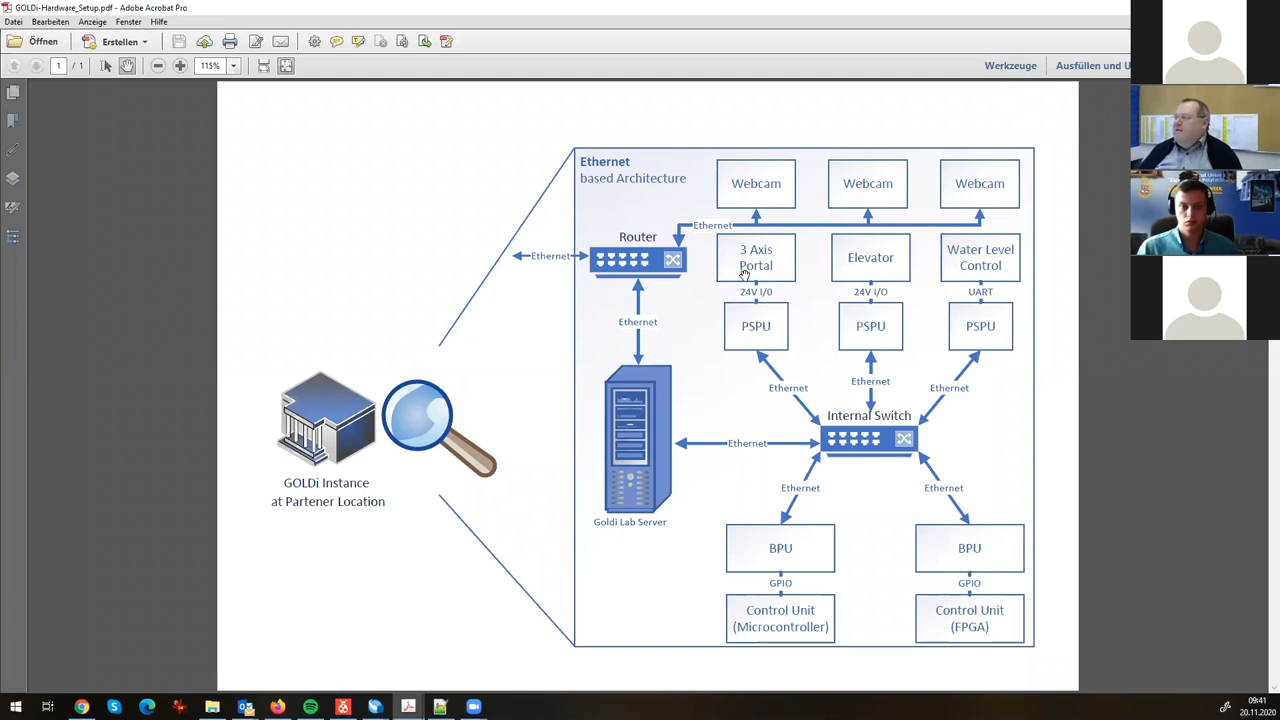 GOLDi-Hardware_Setup.pdf - Adobe Acrobat Pro
Datei Bearbeiten Anzeige Fenster Hilfe
Öffnen Erstellen
1 / 1 115% Werkzeuge Ausfüllen und U
Ethernet
based Architecture
Webcam
Webcam
Webcam
Ethernet
Router
Ethernet
3 Axis
Portal
Elevator
Water Level
Control
24V I/0
24V I/O
UART
Ethernet
PSPU
PSPU
PSPU
Ethernet
Ethernet
Ethernet
Internal Switch
Ethernet
GOLDi Instance
at Partener Location
Ethernet
Ethernet
Goldi Lab Server
BPU
BPU
GPIO
GPIO
Control Unit
(Microcontroller)
Control Unit
(FPGA)
09:41
20.11.2020